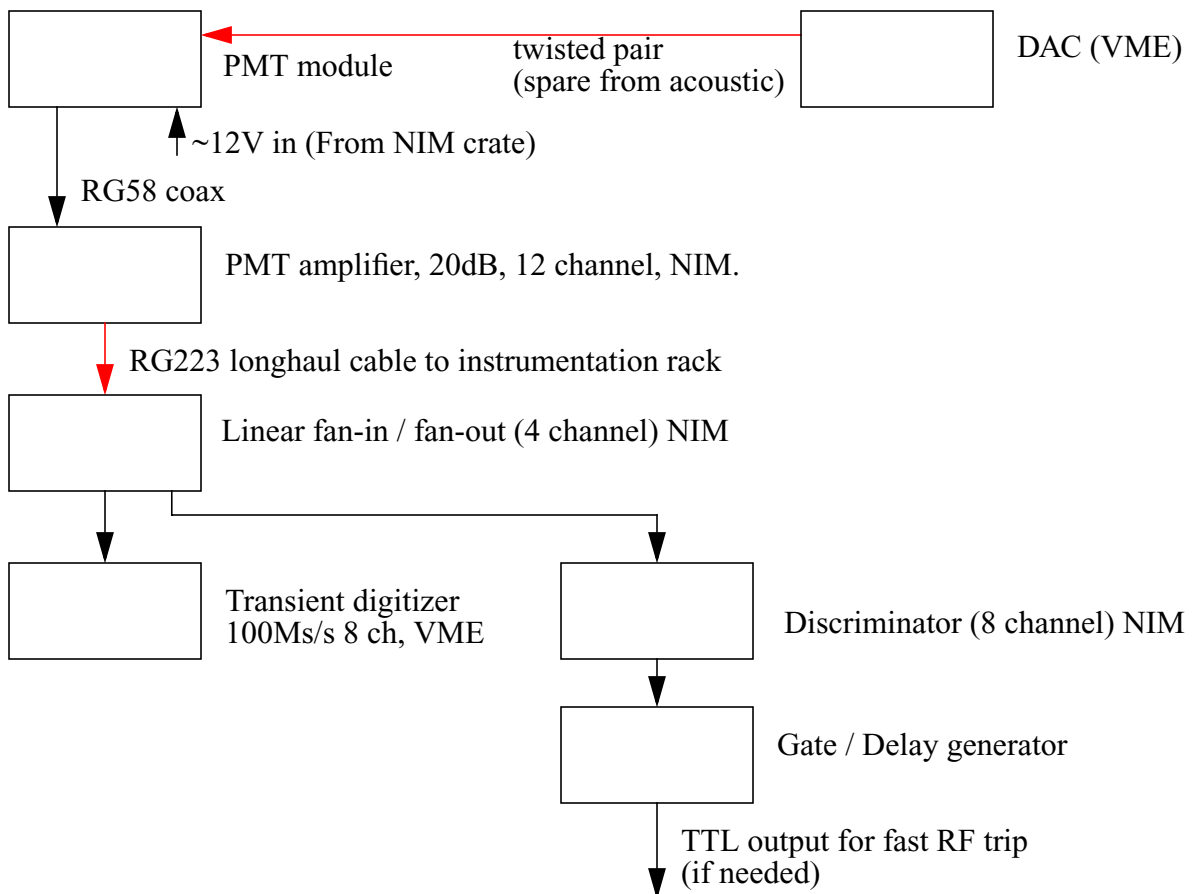 PMT module
twisted pair
(spare from acoustic)
DAC (VME)
~12V in (From NIM crate)
RG58 coax
PMT amplifier, 20dB, 12 channel, NIM.
RG223 longhaul cable to instrumentation rack
Linear fan-in / fan-out (4 channel) NIM
Transient digitizer
100Ms/s 8 ch, VME
Discriminator (8 channel) NIM
Gate / Delay generator
TTL output for fast RF trip
(if needed)